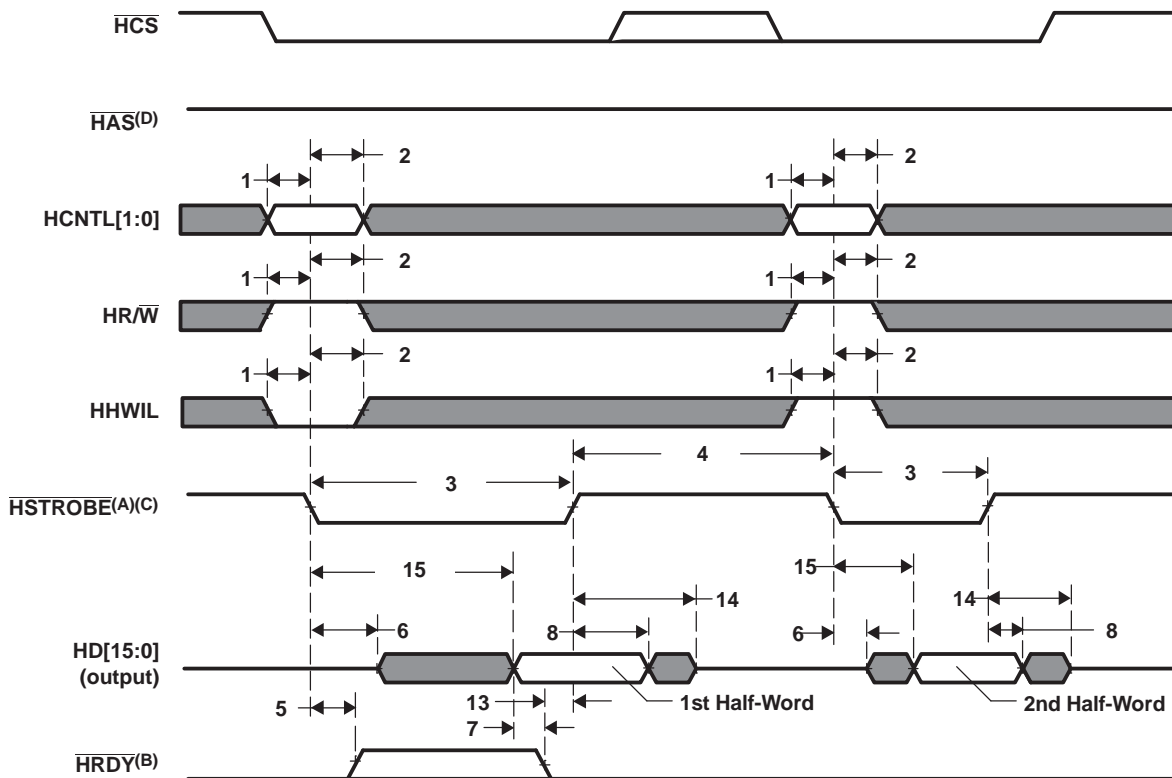 HCS
HAS(D)
2 2
1 1
HCNTL[1:0]
2 2
1 1
HR/W
2 2
1 1
HHWIL
4
3 3
HSTROBE(A)(C)
15 15
14 14
6 8 6 8
HD[15:0]
(output)
5 13 1st Half-Word 2nd Half-Word
7
HRDY(B)